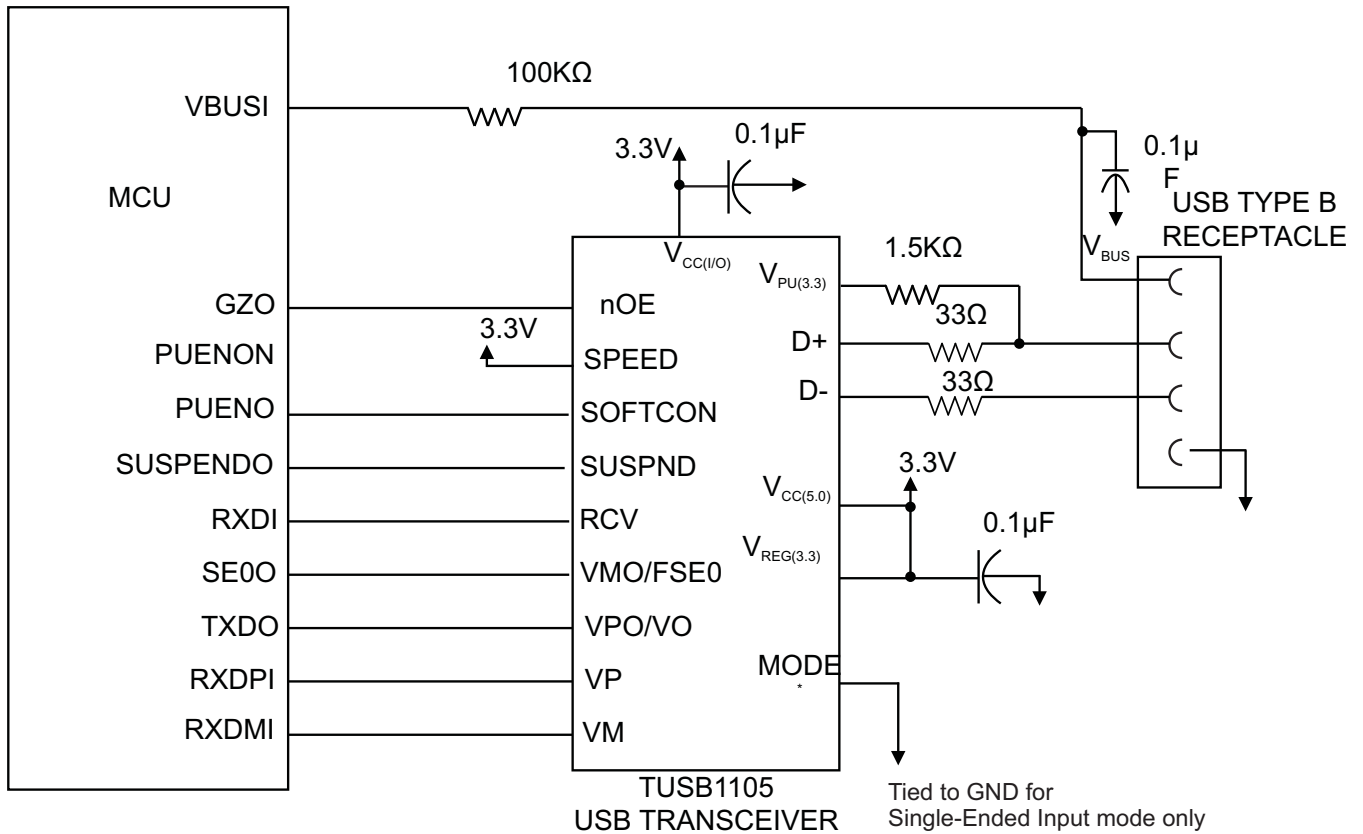 100KΩ
VBUSI
3.3V
0.1μF
0.1μ
F
MCU
USB TYPE B
RECEPTACLE
VCC(I/O)
VBUS
1.5KΩ
VPU(3.3)
GZO
nOE
33Ω
3.3V
D+
PUENON
SPEED
33Ω
D-
PUENO
SOFTCON
SUSPENDO
SUSPND
3.3V
VCC(5.0)
RXDI
RCV
0.1μF
VREG(3.3)
SE0O
VMO/FSE0
TXDO
VPO/VO
MODE
*
RXDPI
VP
RXDMI
VM
TUSB1105
USB TRANSCEIVER
Tied to GND for
Single-Ended Input mode only